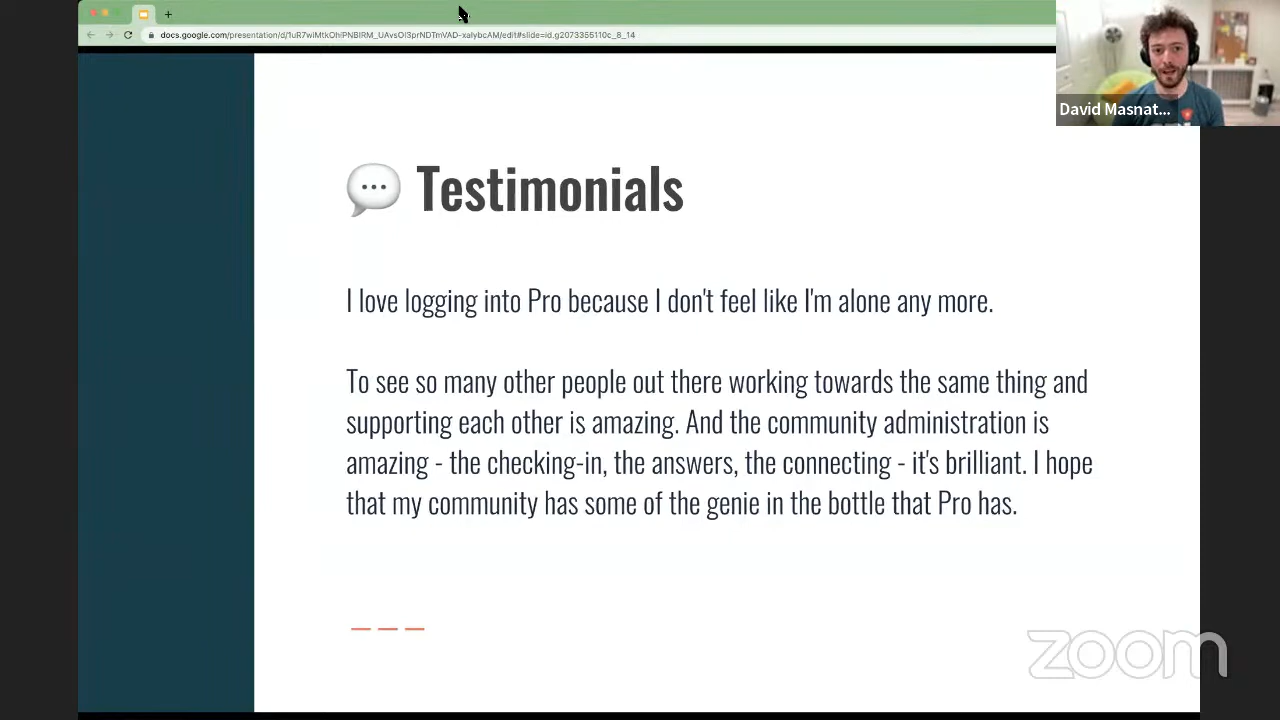 David Masnat...
💬 Testimonials
I love logging into Pro because I don't feel like I'm alone any more.
To see so many other people out there working towards the same thing and
supporting each other is amazing. And the community administration is
amazing - the checking-in, the answers, the connecting - it's brilliant. I hope
that my community has some of the genie in the bottle that Pro has.
zoom